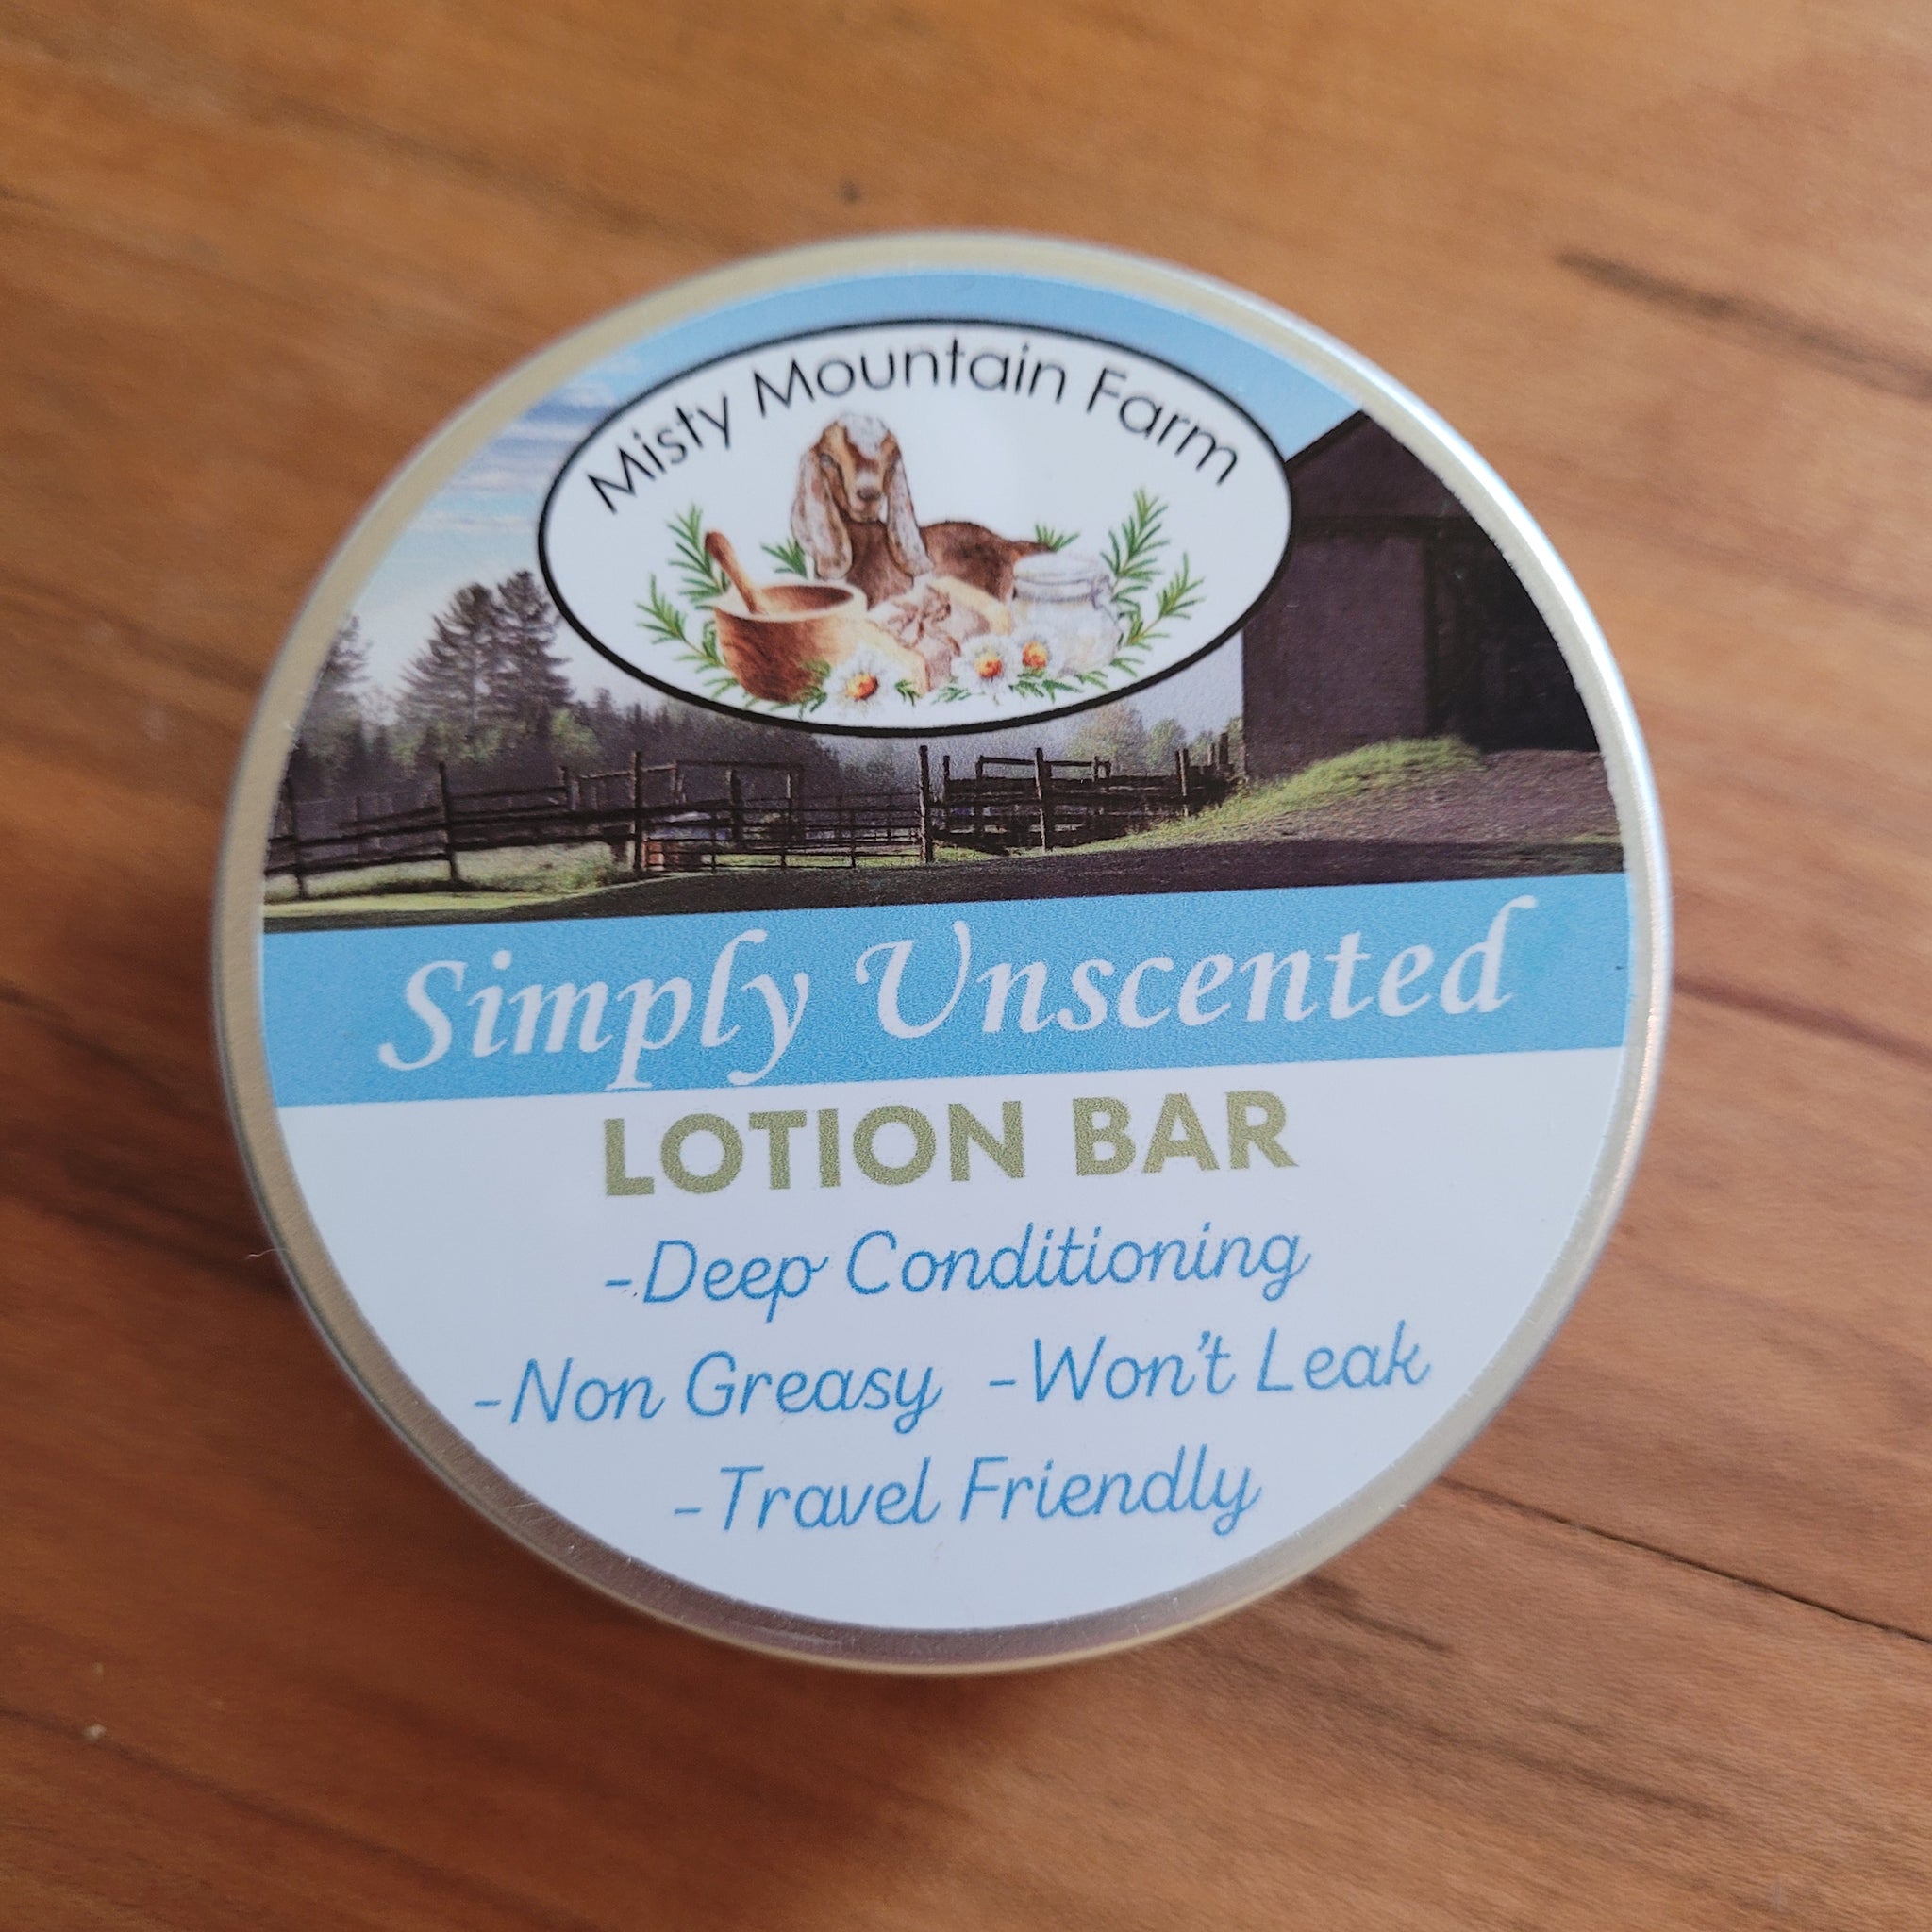 Misty Mountain Farm
Simply Unscented
LOTION BAR
-Deep Conditioning
-Non Greasy -Won't Leak
-Travel Friendly